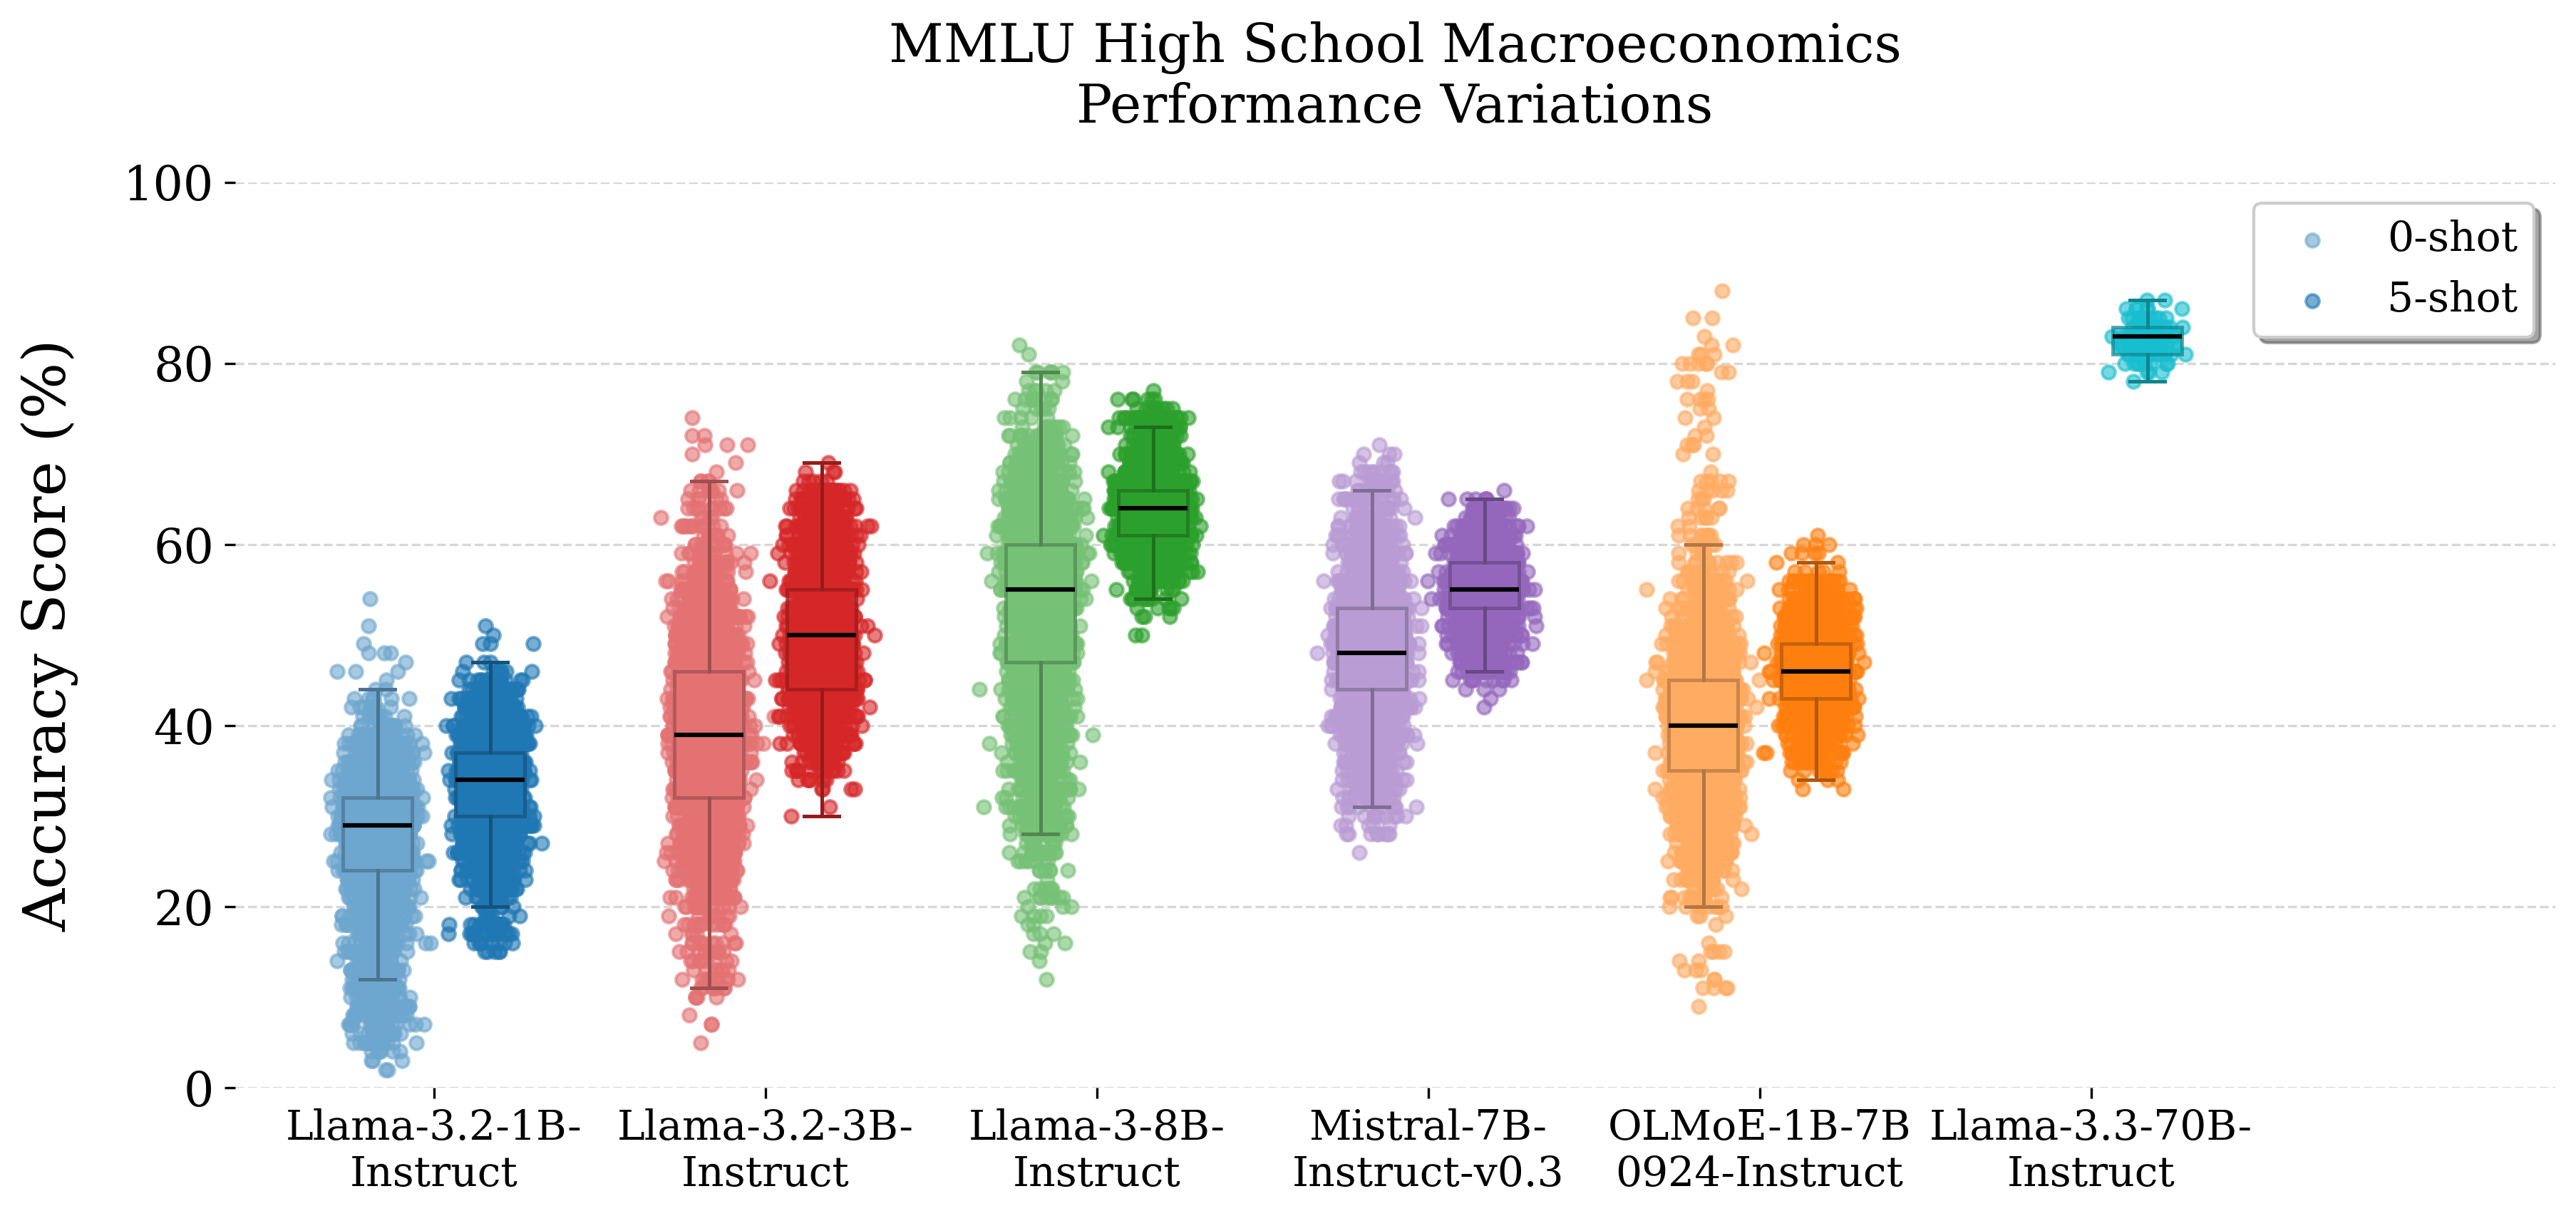 MMLU High School Macroeconomics
Performance Variations
Accuracy Score (%)
100
80
60
40
20
0
0-shot
5-shot
Llama-3.2-1B-
Instruct
Llama-3.2-3B-
Instruct
Llama-3-8B-
Instruct
Mistral-7B-
Instruct-v0.3
OLMoE-1B-7B
0924-Instruct
Llama-3.3-70B-
Instruct